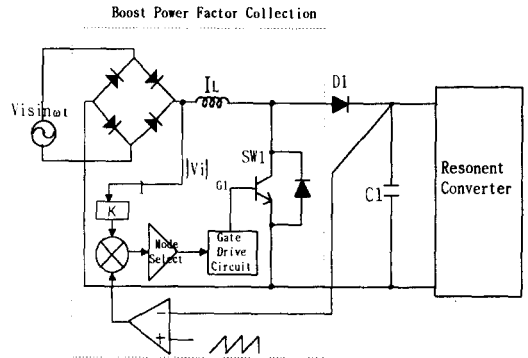 Boost Power Factor Collection
IL
D1
Visinωt
|Vi|
SW1
G1
K
C1
Resonent
Converter
Mode
Select
Gate
Drive
Circuit
−
+